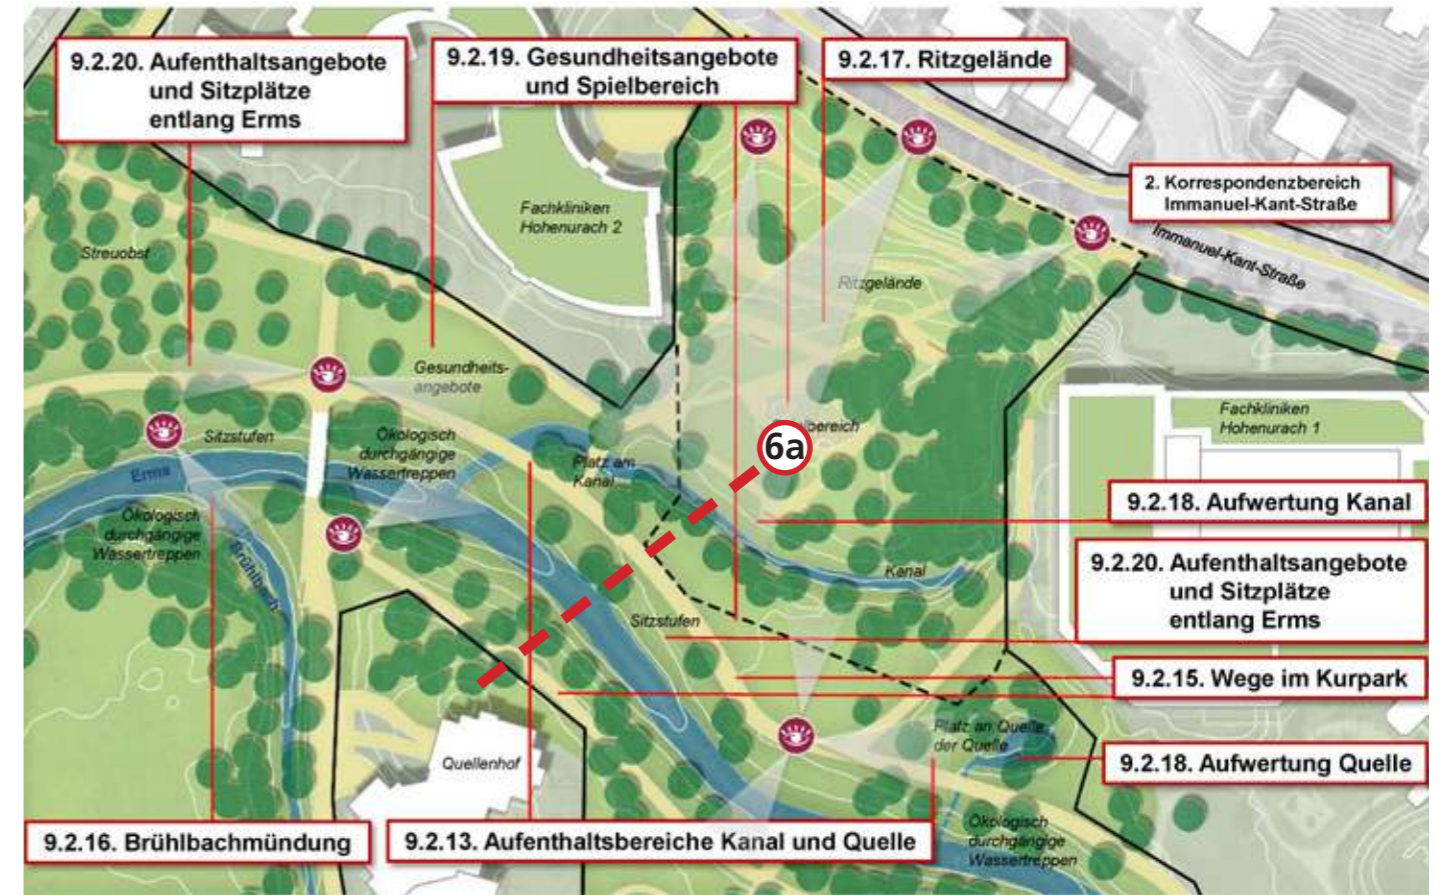 9.2.20. Aufenthaltsangebote
und Sitzplätze
entlang Erms
9.2.19. Gesundheitsangebote
und Spielbereich
9.2.17. Ritzgelände
2. Korrespondenzbereich
Immanuel-Kant-Straße
Immanuel-Kant-Straße
Fachkliniken
Hohenurach 2
Streuobst
Ritzgelände
Gesundheits-
angebote
Fachkliniken
Hohenurach 1
Sitzstufen
Ökologisch
durchgängige
Wassertreppen
6a
Platz am
Kanal
Erms
Ökologisch
durchgängige
Wassertreppen
Brühlbach
9.2.18. Aufwertung Kanal
Kanal
9.2.20. Aufenthaltsangebote
und Sitzplätze
entlang Erms
Sitzstufen
9.2.15. Wege im Kurpark
Platz an Quelle
der Quelle
9.2.18. Aufwertung Quelle
Quellenhof
9.2.16. Brühlbachmündung
9.2.13. Aufenthaltsbereiche Kanal und Quelle
Ökologisch
durchgängige
Wassertreppen